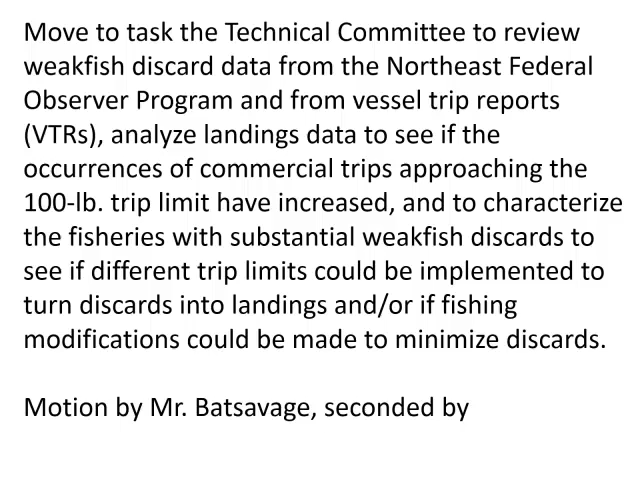 Move to task the Technical Committee to review
weakfish discard data from the Northeast Federal
Observer Program and from vessel trip reports
(VTRs), analyze landings data to see if the
occurrences of commercial trips approaching the
100-lb. trip limit have increased, and to characterize
the fisheries with substantial weakfish discards to
see if different trip limits could be implemented to
turn discards into landings and/or if fishing
modifications could be made to minimize discards.
Motion by Mr. Batsavage, seconded by